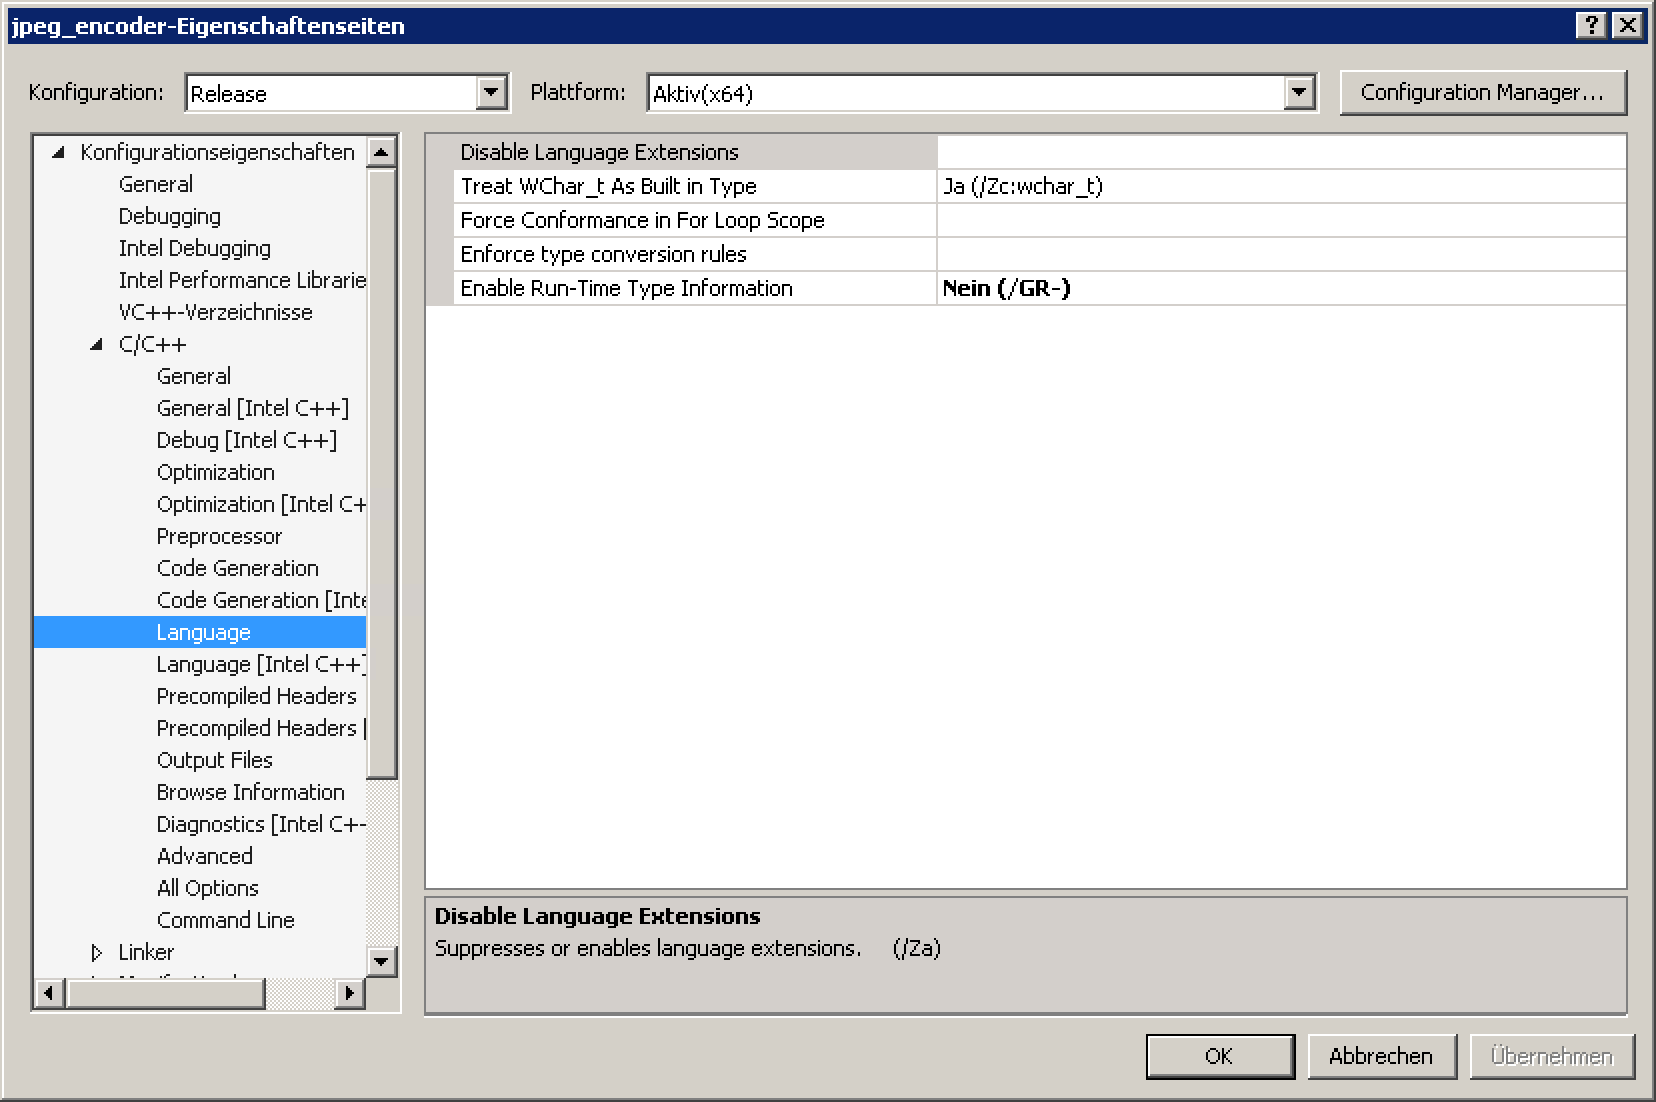 jpeg_encoder-Eigenschaftenseiten
Konfiguration: Release Plattform: Aktiv(x64) Configuration Manager...
Konfigurationseigenschaften
General
Debugging
Intel Debugging
Intel Performance Librarie
VC++-Verzeichnisse
C/C++
General
General [Intel C++]
Debug [Intel C++]
Optimization
Optimization [Intel C+
Preprocessor
Code Generation
Code Generation [Inte
Language
Language [Intel C++]
Precompiled Headers
Precompiled Headers [
Output Files
Browse Information
Diagnostics [Intel C+-
Advanced
All Options
Command Line
Linker
Disable Language Extensions
Treat WChar_t As Built in Type Ja (/Zc:wchar_t)
Force Conformance in For Loop Scope
Enforce type conversion rules
Enable Run-Time Type Information Nein (/GR-)
Disable Language Extensions
Suppresses or enables language extensions. (/Za)
OK Abbrechen Übernehmen